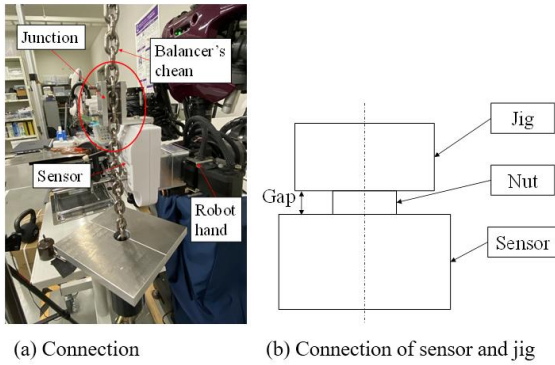 Junction
Balancer's
chean
Sensor
Robot
hand
Jig
Nut
Gap
Sensor
(a) Connection
(b) Connection of sensor and jig